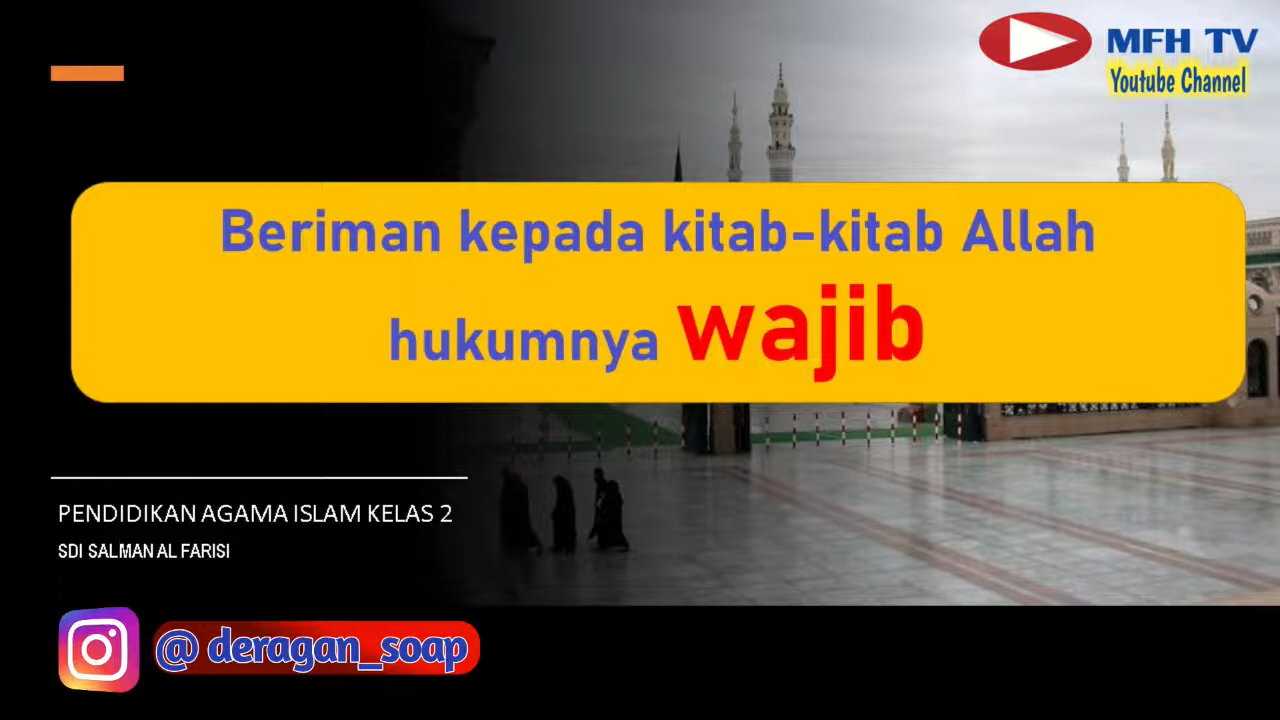 MFH TV
Youtube Channel
Beriman kepada kitab-kitab Allah
hukumnya wajib
PENDIDIKAN AGAMA ISLAM KELAS 2
SDI SALMAN AL FARISI
@ deragan_soap